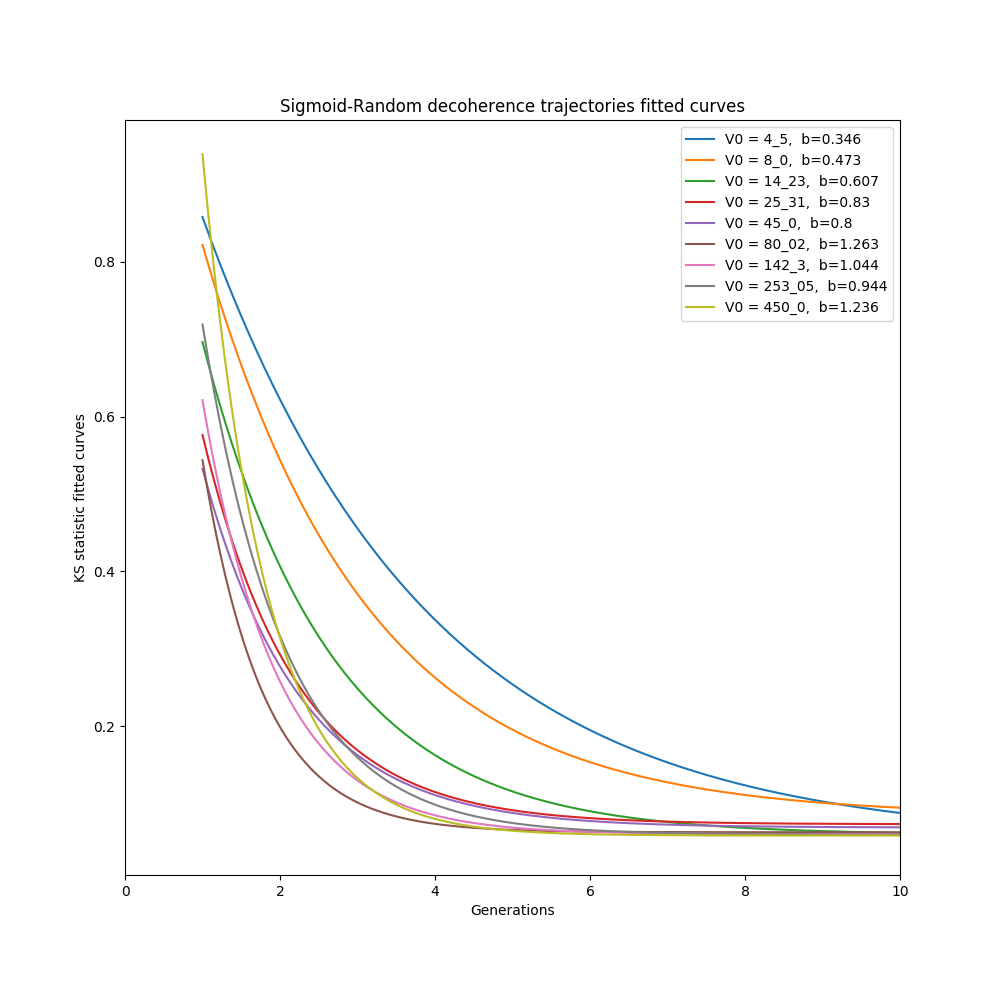 Sigmoid-Random decoherence trajectories fitted curves
V0 = 4_5,  b=0.346
V0 = 8_0,  b=0.473
V0 = 14_23,  b=0.607
V0 = 25_31,  b=0.83
V0 = 45_0,  b=0.8
V0 = 80_02,  b=1.263
V0 = 142_3,  b=1.044
V0 = 253_05,  b=0.944
V0 = 450_0,  b=1.236
KS statistic fitted curves
0.8
0.6
0.4
0.2
0 2 4 6 8 10
Generations